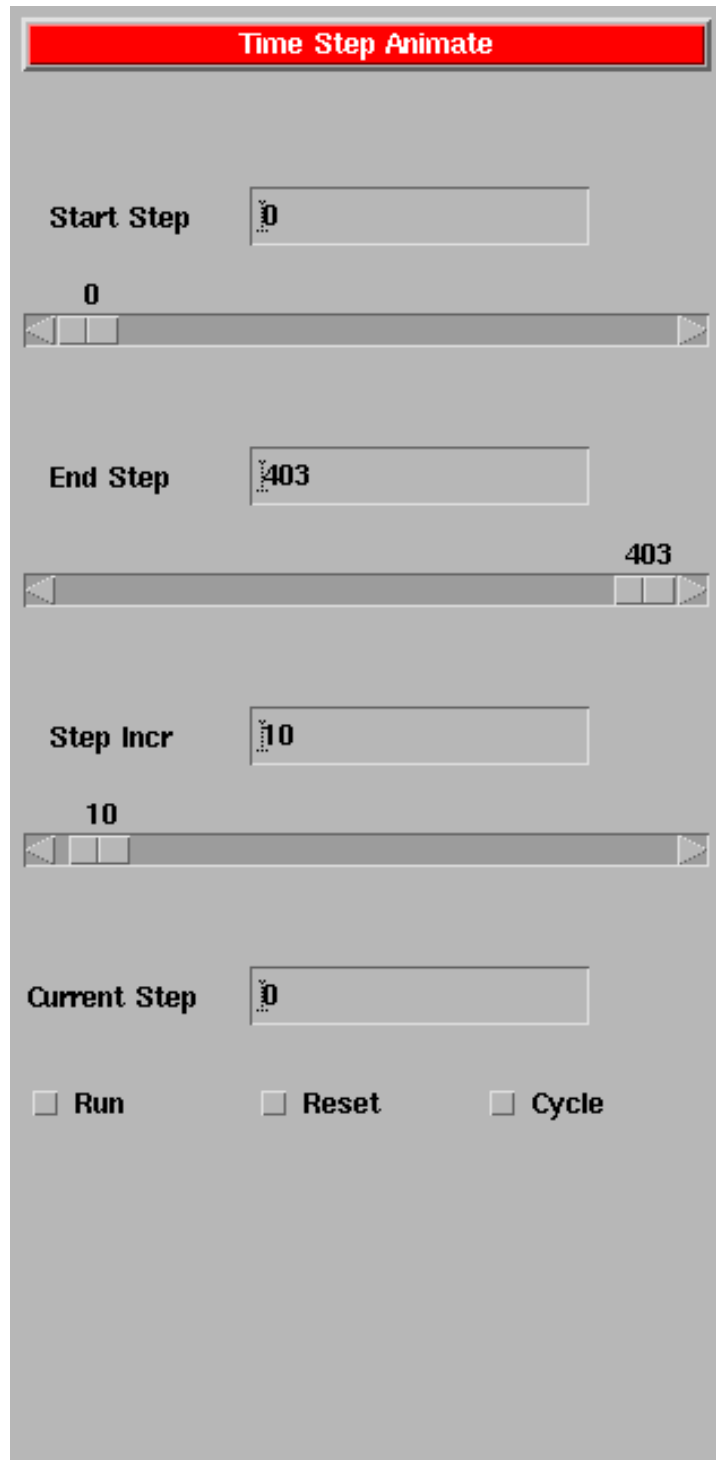 Time Step Animate
Start Step 0
0
End Step 403
403
Step Incr 10
10
Current Step 0
Run Reset Cycle